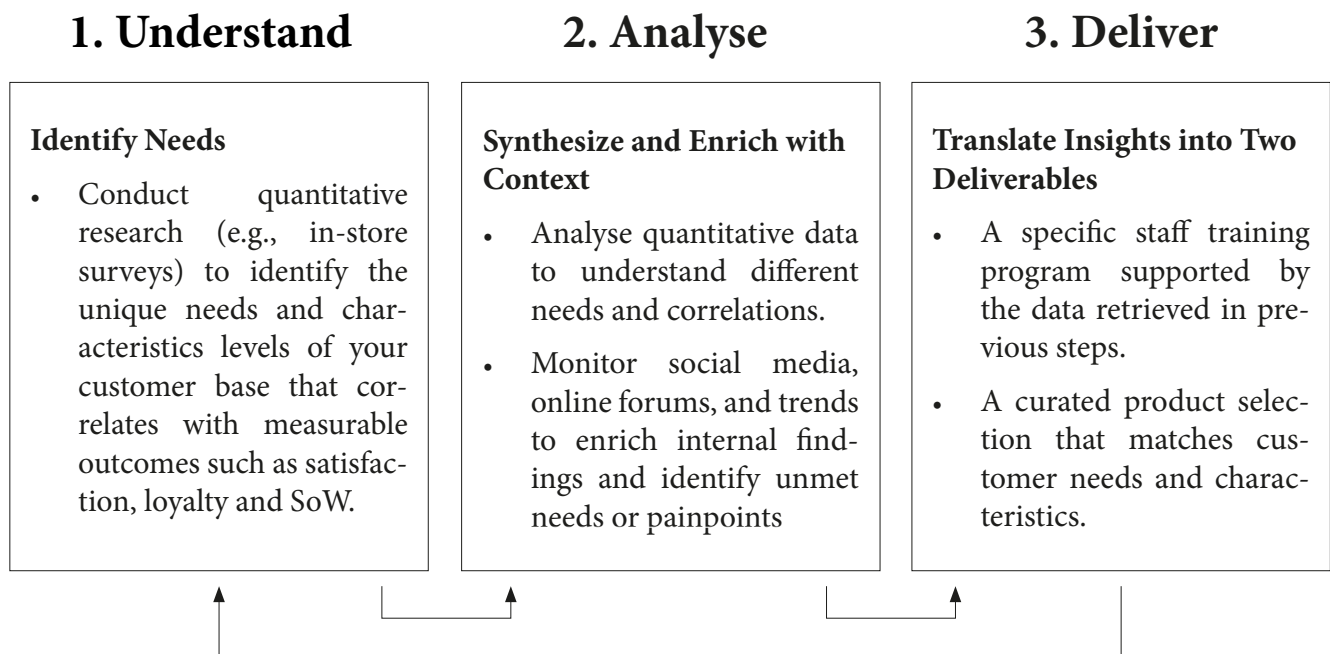 1. Understand
Identify Needs
• Conduct quantitative
research (e.g., in-store
surveys) to identify the
unique needs and char-
acteristics levels of your
customer base that cor-
relates with measurable
outcomes such as satisfac-
tion, loyalty and SoW.
2. Analyse
Synthesize and Enrich with
Context
• Analyse quantitative data
to understand different
needs and correlations.
• Monitor social media,
online forums, and trends
to enrich internal find-
ings and identify unmet
needs or painpoints
3. Deliver
Translate Insights into Two
Deliverables
• A specific staff training
program supported by
the data retrieved in pre-
vious steps.
• A curated product selec-
tion that matches cus-
tomer needs and charac-
teristics.